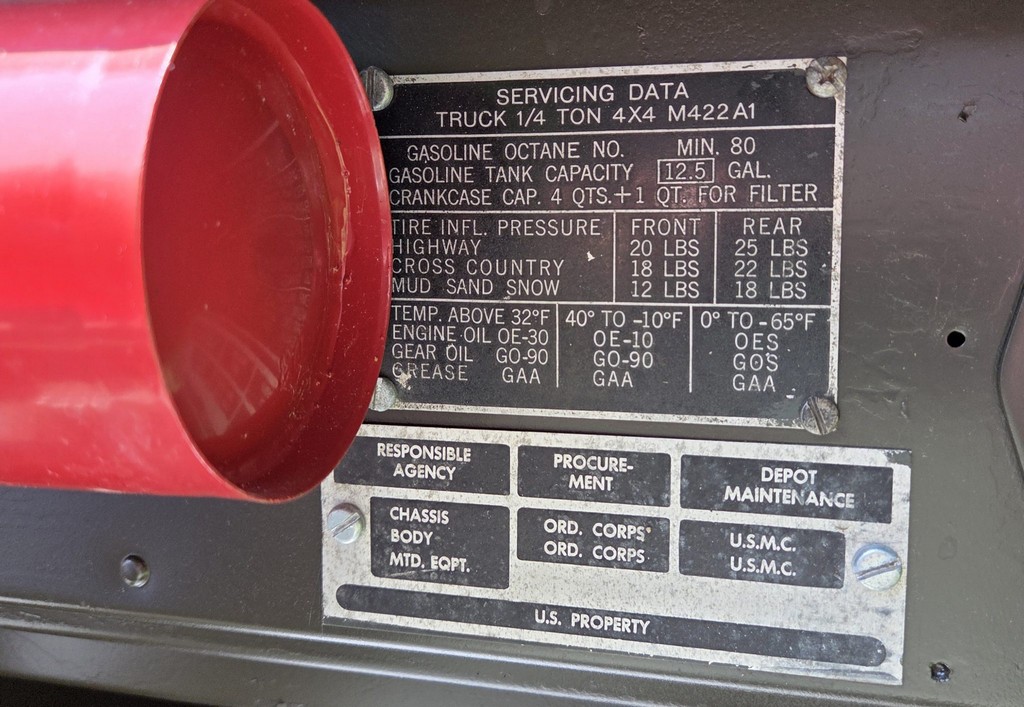 SERVICING DATA
TRUCK 1/4 TON 4X4 M422A1
GASOLINE OCTANE NO. MIN. 80
GASOLINE TANK CAPACITY 12.5 GAL.
CRANKCASE CAP. 4 QTS.+1 QT. FOR FILTER
TIRE INFL. PRESSURE FRONT REAR
HIGHWAY 20 LBS 25 LBS
CROSS COUNTRY 18 LBS 22 LBS
MUD SAND SNOW 12 LBS 18 LBS
TEMP. ABOVE 32°F 40° TO -10°F 0° TO -65°F
ENGINE OIL OE-30 OE-10 OES
GEAR OIL GO-90 GO-90 GOS
GREASE GAA GAA GAA
RESPONSIBLE AGENCY
PROCURE-
MENT
DEPOT
MAINTENANCE
CHASSIS ORD. CORPS U.S.M.C.
BODY ORD. CORPS U.S.M.C.
MTD. EQPT.
U.S. PROPERTY